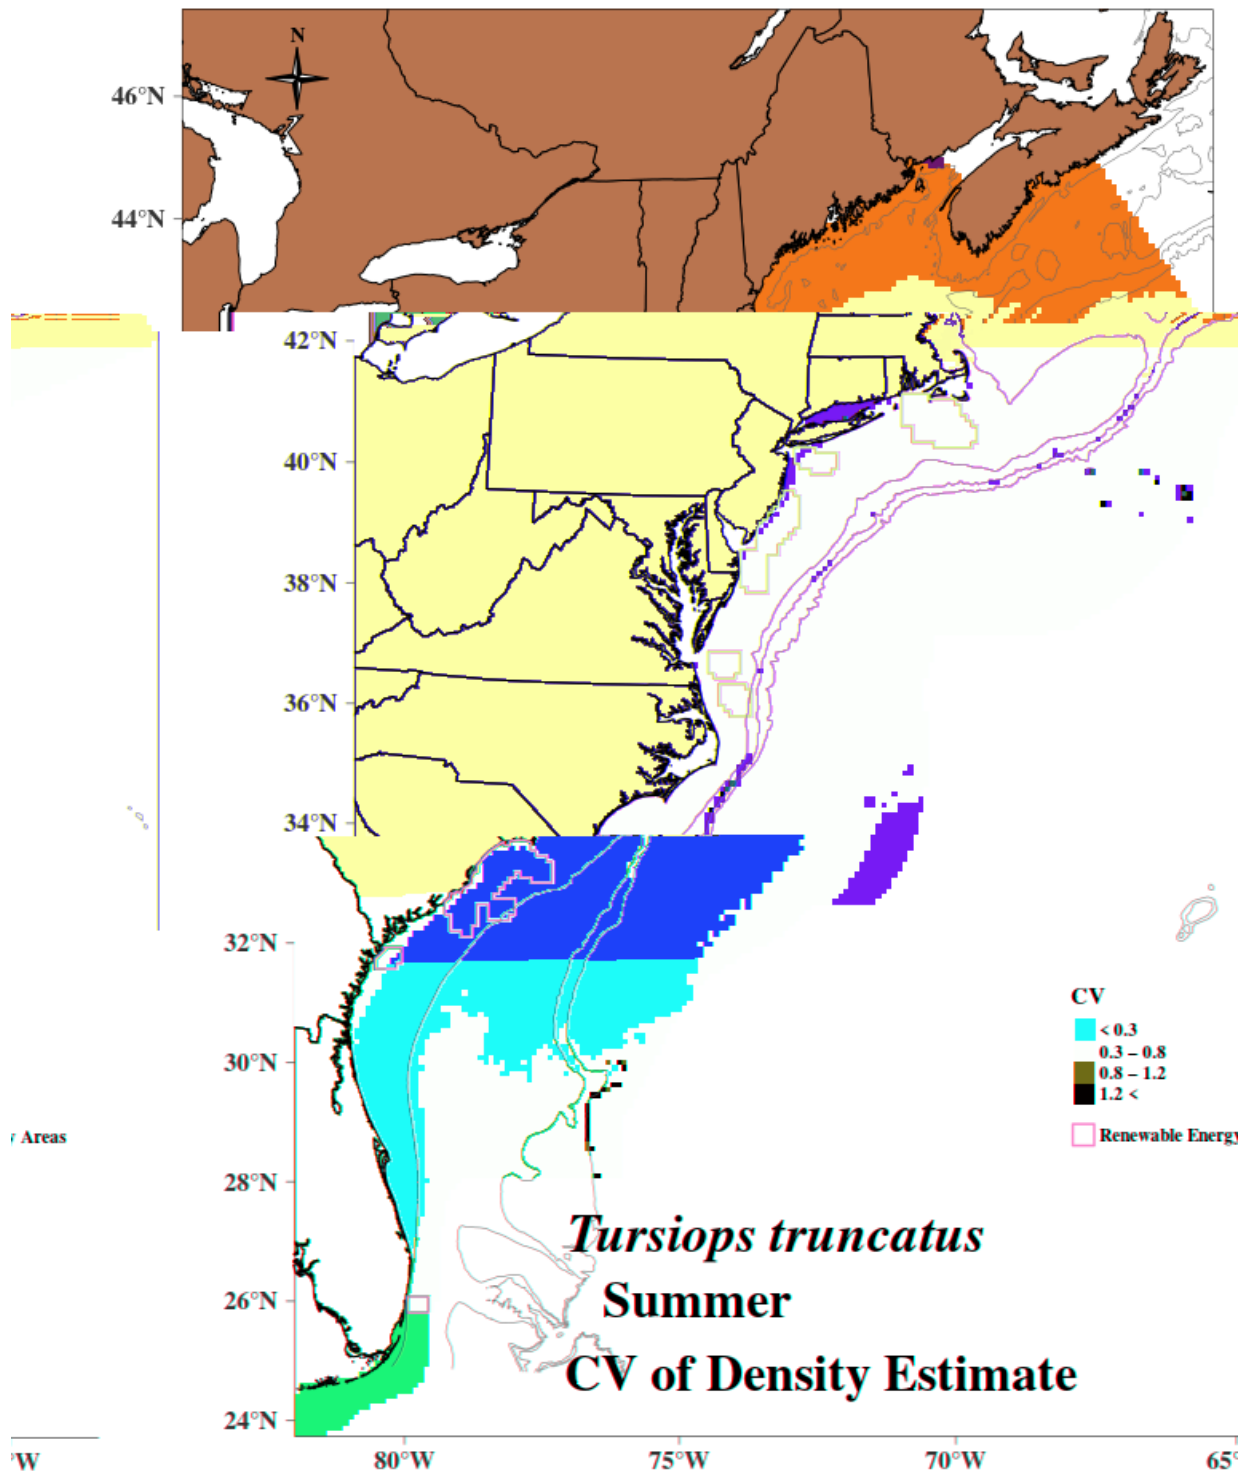 N
46°N
44°N
42°N
40°N
38°N
36°N
34°N
32°N
CV
< 0.3
0.3 – 0.8
30°N
0.8 – 1.2
1.2 <
y Areas
Renewable Energy
28°N
Tursiops truncatus
26°N
Summer
CV of Density Estimate
24°N
°W
80°W
75°W
70°W
65°